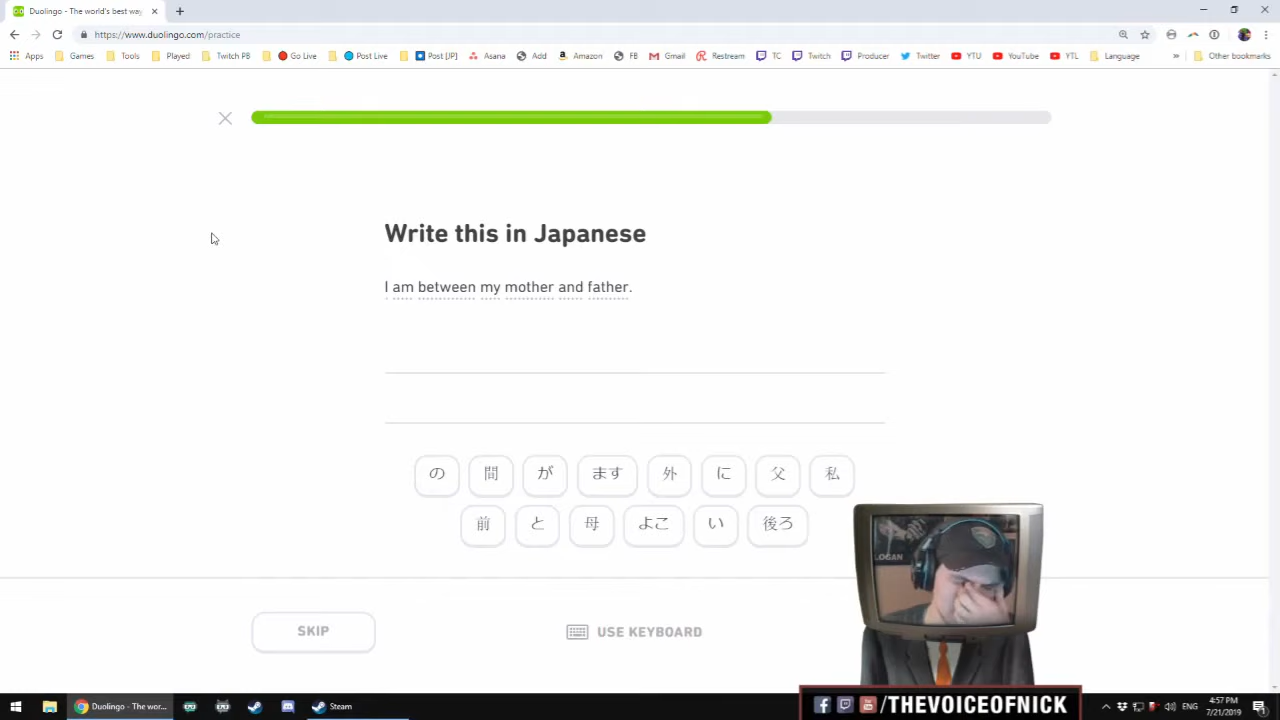 Duolingo - The world's best way
https://www.duolingo.com/practice
Apps Games Tools Played Twitch PB Go Live Post Live Post [JP] Asana Add Amazon FB Gmail Restream TC Twitch Producer Twitter YTU YouTube YTL Language » Other bookmarks
Write this in Japanese
I am between my mother and father.
の 間 が ます 外 に 父 私
前 と 母 よこ い 後ろ
LOGAN
SKIP
USE KEYBOARD
/THEVOICEOFNICK
Duolingo - The wor...
Steam
ENG
4:57 PM
7/21/2019